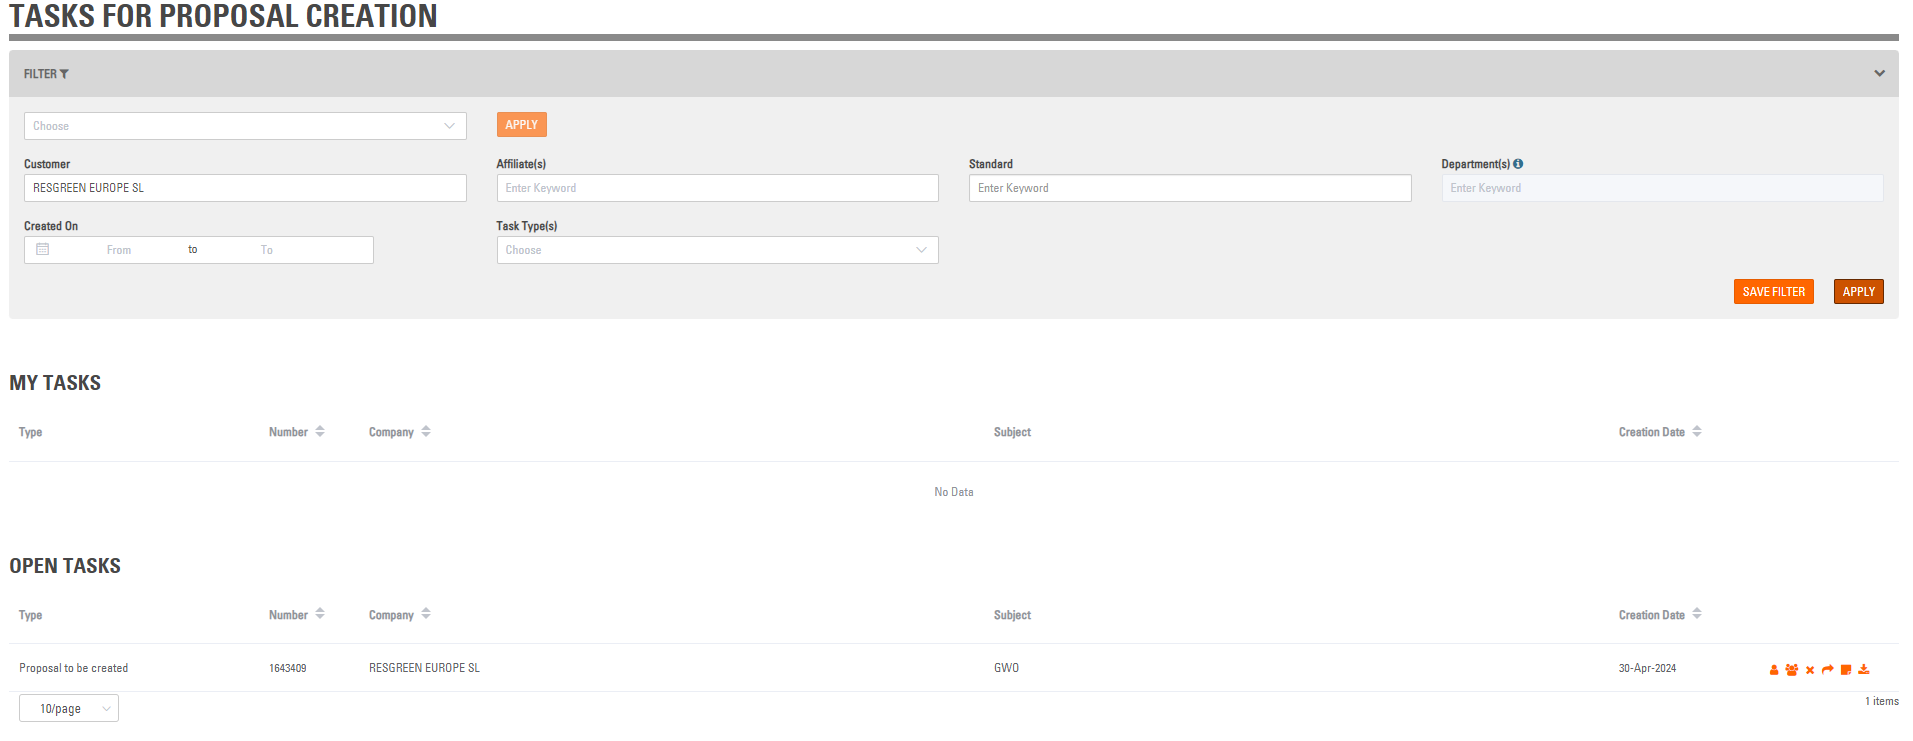 TASKS FOR PROPOSAL CREATION
FILTER
Choose
APPLY
Customer
Affiliate(s)
Standard
Department(s)
RESGREEN EUROPE SL
Enter Keyword
Enter Keyword
Enter Keyword
Created On
Task Type(s)
From to To
Choose
SAVE FILTER
APPLY
MY TASKS
Type Number Company Subject Creation Date
No Data
OPEN TASKS
Type Number Company Subject Creation Date
Proposal to be created 1643409 RESGREEN EUROPE SL GWO 30-Apr-2024
10/page
1 items